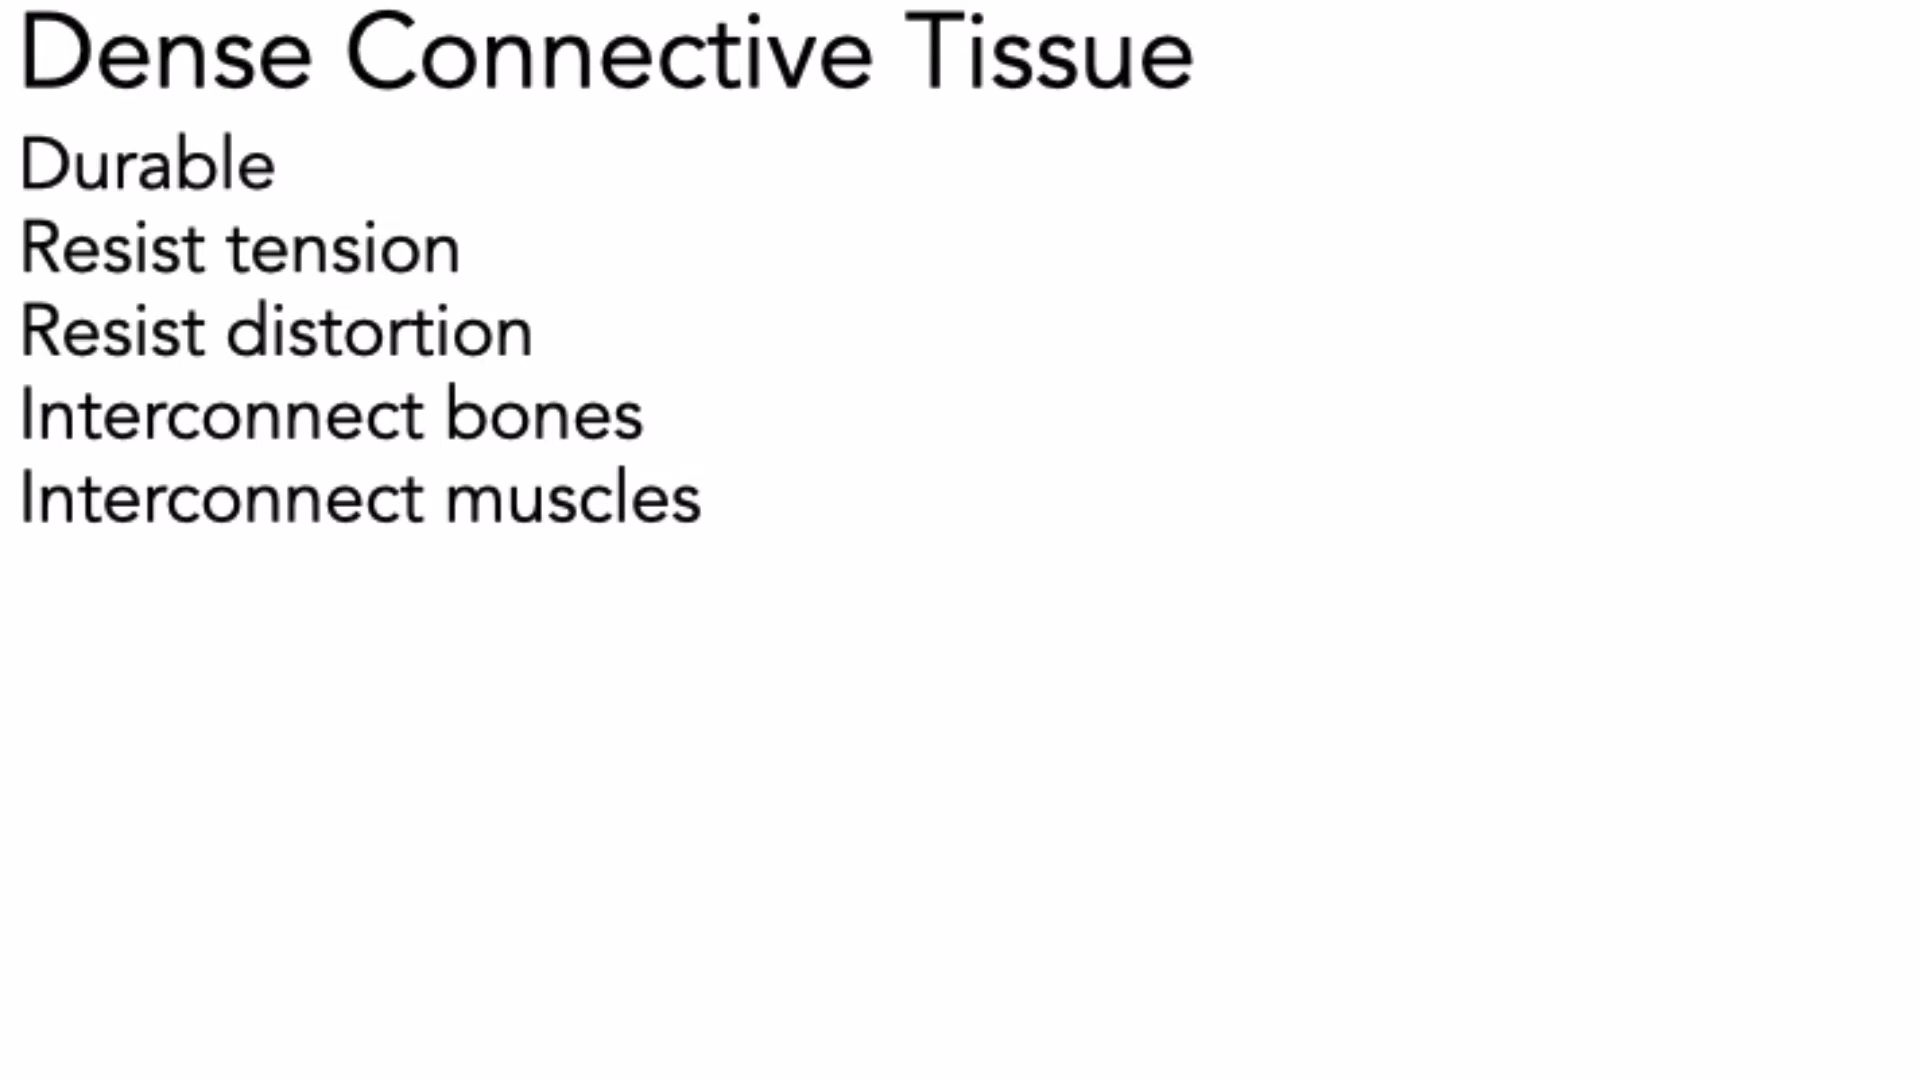 Dense Connective Tissue
Durable
Resist tension
Resist distortion
Interconnect bones
Interconnect muscles